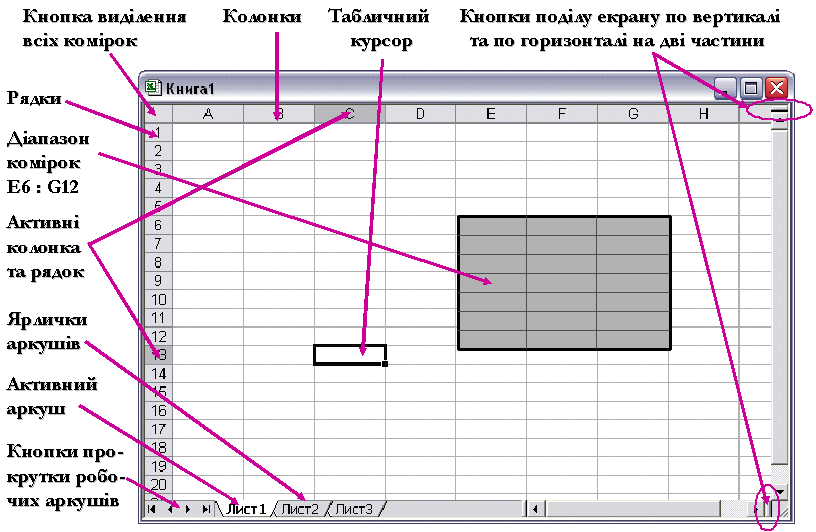 Кнопка виділення
всіх комірок
Колонки
Табличний
курсор
Кнопки поділу екрану по вертикалі
та по горизонталі на дві частини
Рядки
Діапазон
комірок
E6 : G12
Активні
колонка
та рядок
Ярлички
аркушів
Активний
аркуш
Кнопки про-
крутки робо-
чих аркушів
Книга1
A B C D E F G H
1
2
3
4
5
6
7
8
9
10
11
12
13
14
15
16
17
18
19
20
Лист1 Лист2 Лист3